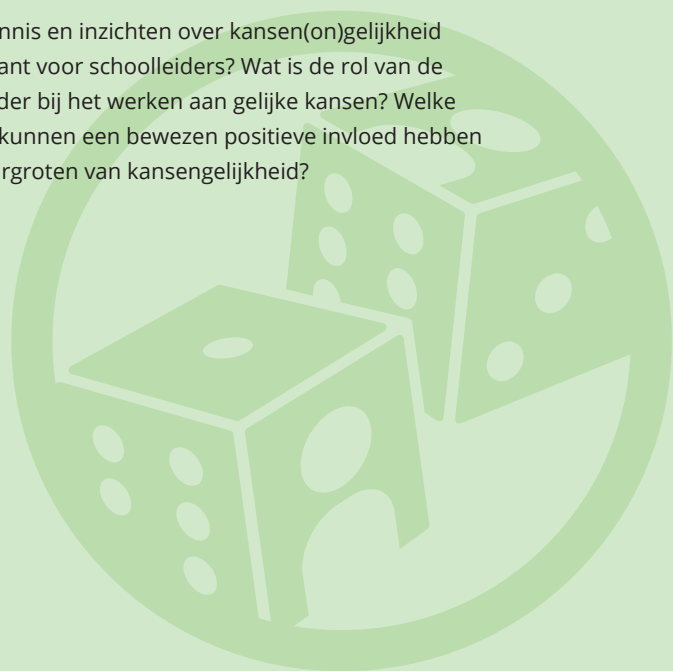 nnis en inzichten over kansen(on)gelijkheid
ant voor schoolleiders? Wat is de rol van de
der bij het werken aan gelijke kansen? Welke
kunnen een bewezen positieve invloed hebben
rgroten van kansengelijkheid?